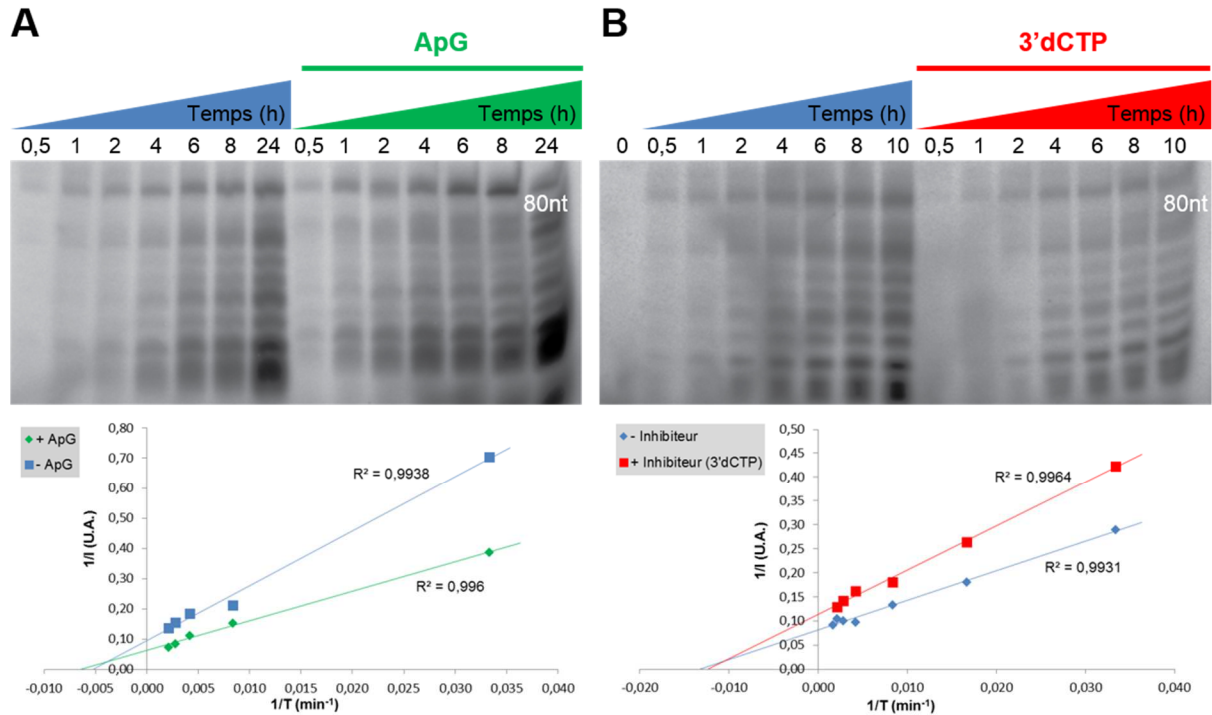 A
ApG
Temps (h) Temps (h)
0,5 1 2 4 6 8 24 0,5 1 2 4 6 8 24
80nt
+ ApG
- ApG
0,80
0,70
0,60
0,50
0,40
0,30
0,20
0,10
0,00
1/I (U.A.)
R² = 0,9938
R² = 0,996
-0,010 -0,005 0,000 0,005 0,010 0,015 0,020 0,025 0,030 0,035 0,040
1/T (min⁻¹)
B
3’dCTP
Temps (h) Temps (h)
0 0,5 1 2 4 6 8 10 0,5 1 2 4 6 8 10
80nt
- Inhibiteur
+ Inhibiteur (3'dCTP)
0,50
0,45
0,40
0,35
0,30
0,25
0,20
0,15
0,10
0,05
0,00
1/I (U.A.)
R² = 0,9964
R² = 0,9931
-0,020 -0,010 0,000 0,010 0,020 0,030 0,040
1/T (min⁻¹)